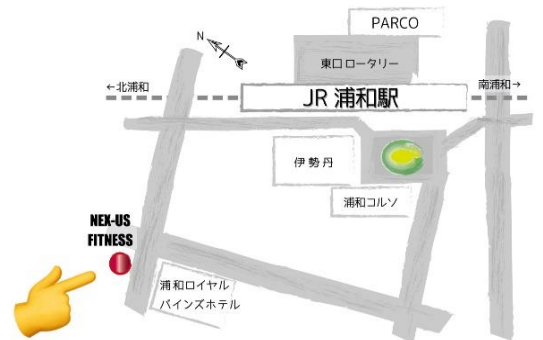 PARCO
N
東口ロータリー
←北浦和
南浦和→
JR 浦和駅
伊勢丹
浦和コルソ
NEX-US
FITNESS
浦和ロイヤル
パインズホテル